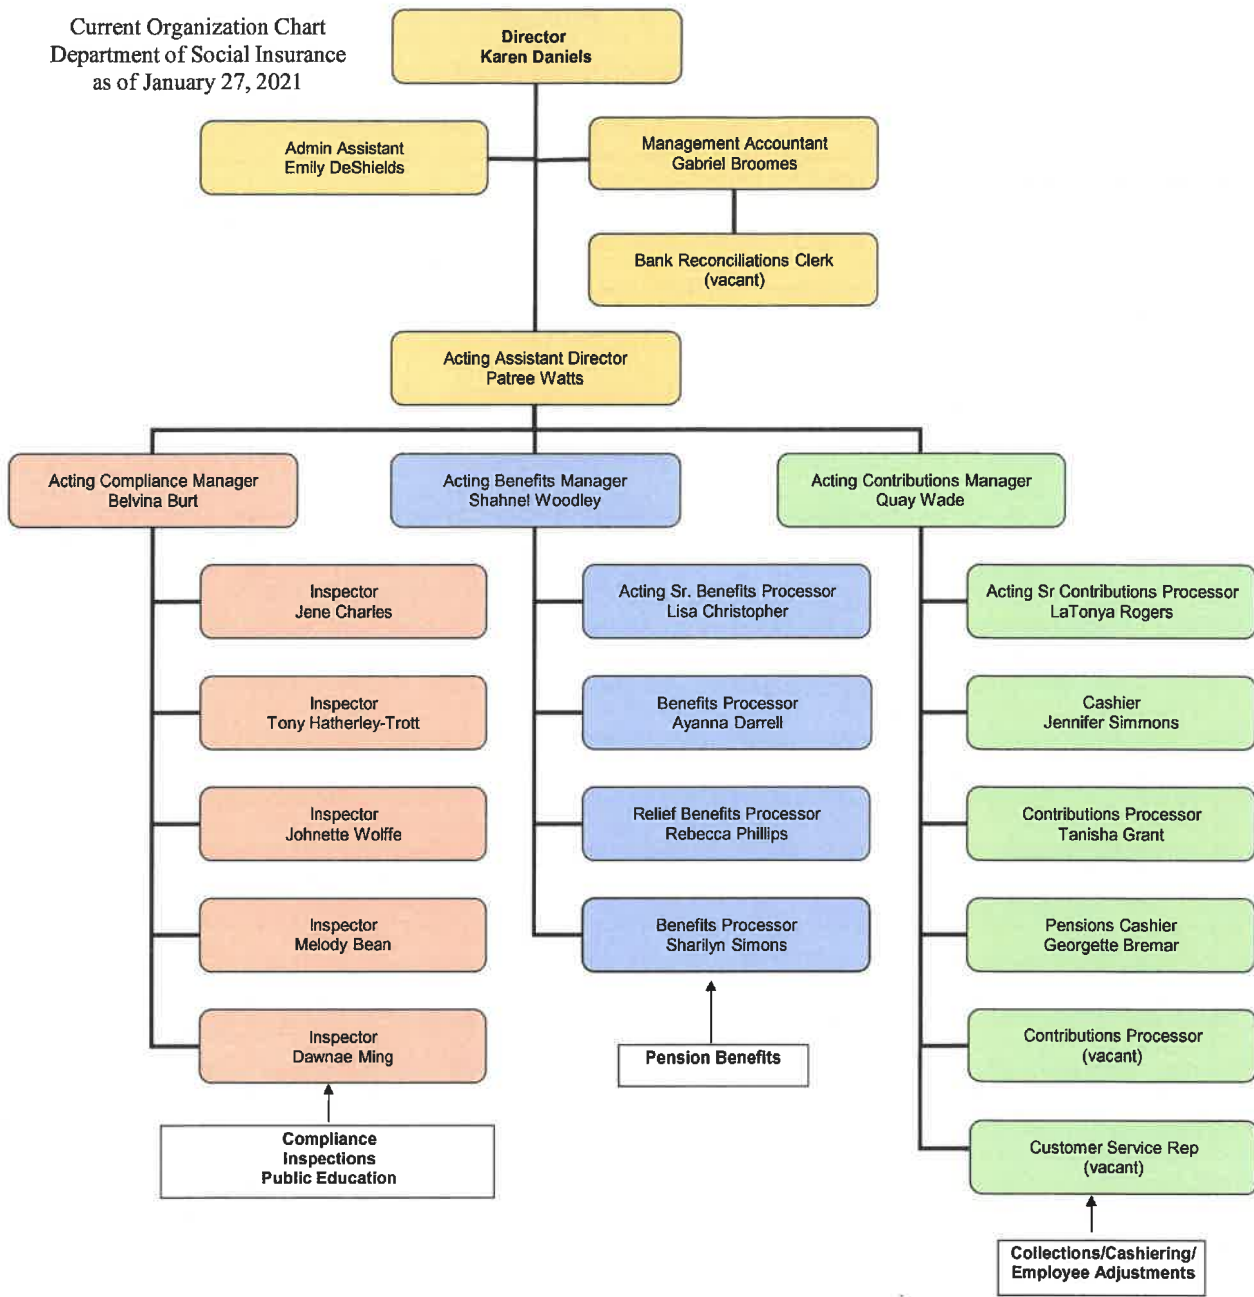 Current Organization Chart
Department of Social Insurance
as of January 27, 2021
Director
Karen Daniels
Admin Assistant
Emily DeShields
Management Accountant
Gabriel Broomes
Bank Reconciliations Clerk
(vacant)
Acting Assistant Director
Patree Watts
Acting Compliance Manager
Belvina Burt
Acting Benefits Manager
Shahnel Woodley
Acting Contributions Manager
Quay Wade
Inspector
Jene Charles
Inspector
Tony Hatherley-Trott
Inspector
Johnette Wolffe
Inspector
Melody Bean
Inspector
Dawnae Ming
Compliance
Inspections
Public Education
Acting Sr. Benefits Processor
Lisa Christopher
Benefits Processor
Ayanna Darrell
Relief Benefits Processor
Rebecca Phillips
Benefits Processor
Sharilyn Simons
Pension Benefits
Acting Sr Contributions Processor
LaTonya Rogers
Cashier
Jennifer Simmons
Contributions Processor
Tanisha Grant
Pensions Cashier
Georgette Bremar
Contributions Processor
(vacant)
Customer Service Rep
(vacant)
Collections/Cashiering/
Employee Adjustments